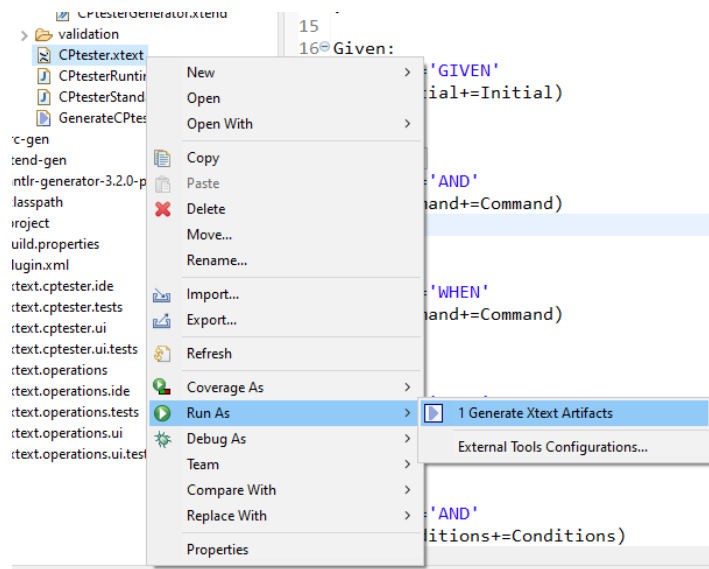 CPtesterGenerator.xtend
validation
CPtester.xtext
CPtesterRuntir
CPtesterStand
GenerateCPtes
rc-gen
tend-gen
ntlr-generator-3.2.0-p
lasspath
roject
uild.properties
lugin.xml
text.cptester.ide
text.cptester.tests
text.cptester.ui
text.cptester.ui.tests
text.operations
text.operations.ide
text.operations.tests
text.operations.ui
text.operations.ui.test
New
Open
Open With
Copy
Paste
Delete
Move...
Rename...
Import...
Export...
Refresh
Coverage As
Run As
Debug As
Team
Compare With
Replace With
Properties
1 Generate Xtext Artifacts
External Tools Configurations...
15
16 Given:
'GIVEN'
ial+=Initial)
'AND'
mand+=Command)
'WHEN'
mand+=Command)
'AND'
ditions+=Conditions)